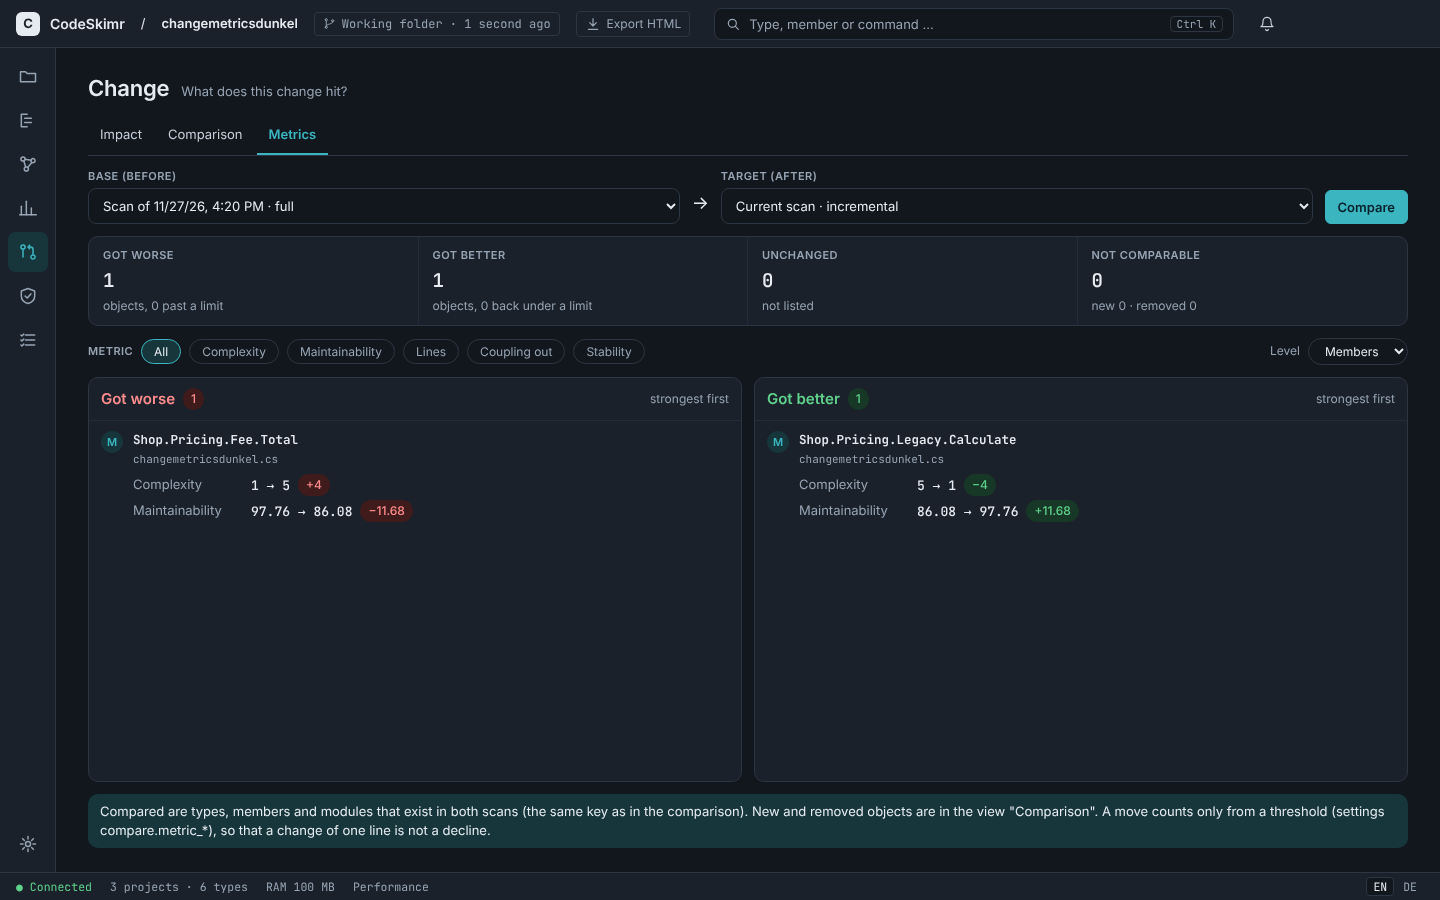 C CodeSkimr / changemetricsdunkel Working folder · 1 second ago Export HTML Type, member or command ... Ctrl K
Change What does this change hit?
Impact Comparison Metrics
BASE (BEFORE) TARGET (AFTER)
Scan of 11/27/26, 4:20 PM · full → Current scan · incremental Compare
GOT WORSE GOT BETTER UNCHANGED NOT COMPARABLE
1 1 0 0
objects, 0 past a limit objects, 0 back under a limit not listed new 0 · removed 0
METRIC All Complexity Maintainability Lines Coupling out Stability Level Members
Got worse 1 strongest first
M Shop.Pricing.Fee.Total
changemetricsdunkel.cs
Complexity 1 → 5 +4
Maintainability 97.76 → 86.08 −11.68
Got better 1 strongest first
M Shop.Pricing.Legacy.Calculate
changemetricsdunkel.cs
Complexity 5 → 1 −4
Maintainability 86.08 → 97.76 +11.68
Compared are types, members and modules that exist in both scans (the same key as in the comparison). New and removed objects are in the view "Comparison". A move counts only from a threshold (settings
compare.metric_*), so that a change of one line is not a decline.
● Connected 3 projects · 6 types RAM 100 MB Performance EN DE